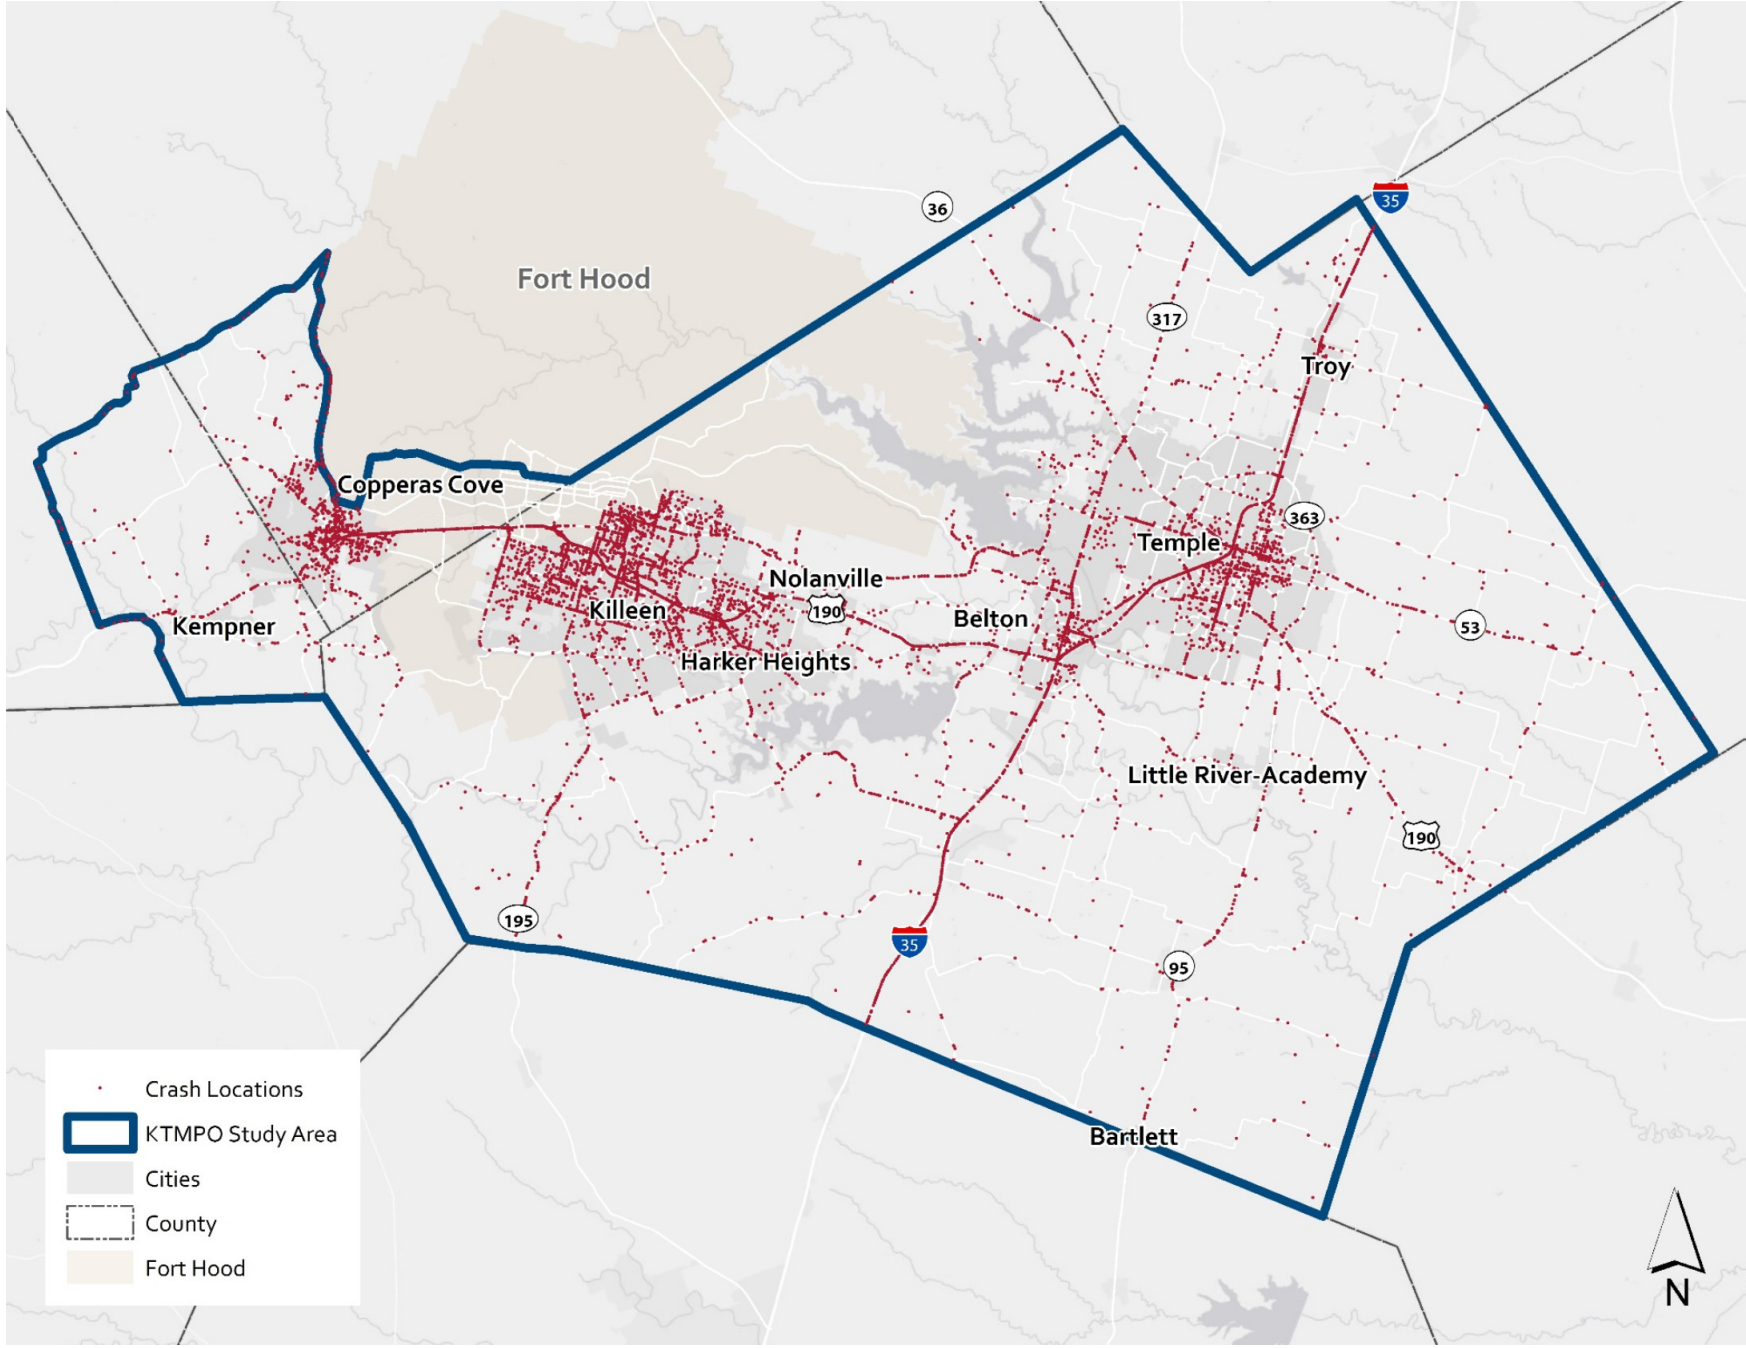 36
35
Fort Hood
317
Troy
Copperas Cove
363
Temple
Nolanville
190
Killeen
Belton
53
Kempner
Harker Heights
Little River-Academy
190
195
35
95
Bartlett
Crash Locations
KTMPO Study Area
Cities
County
Fort Hood
N